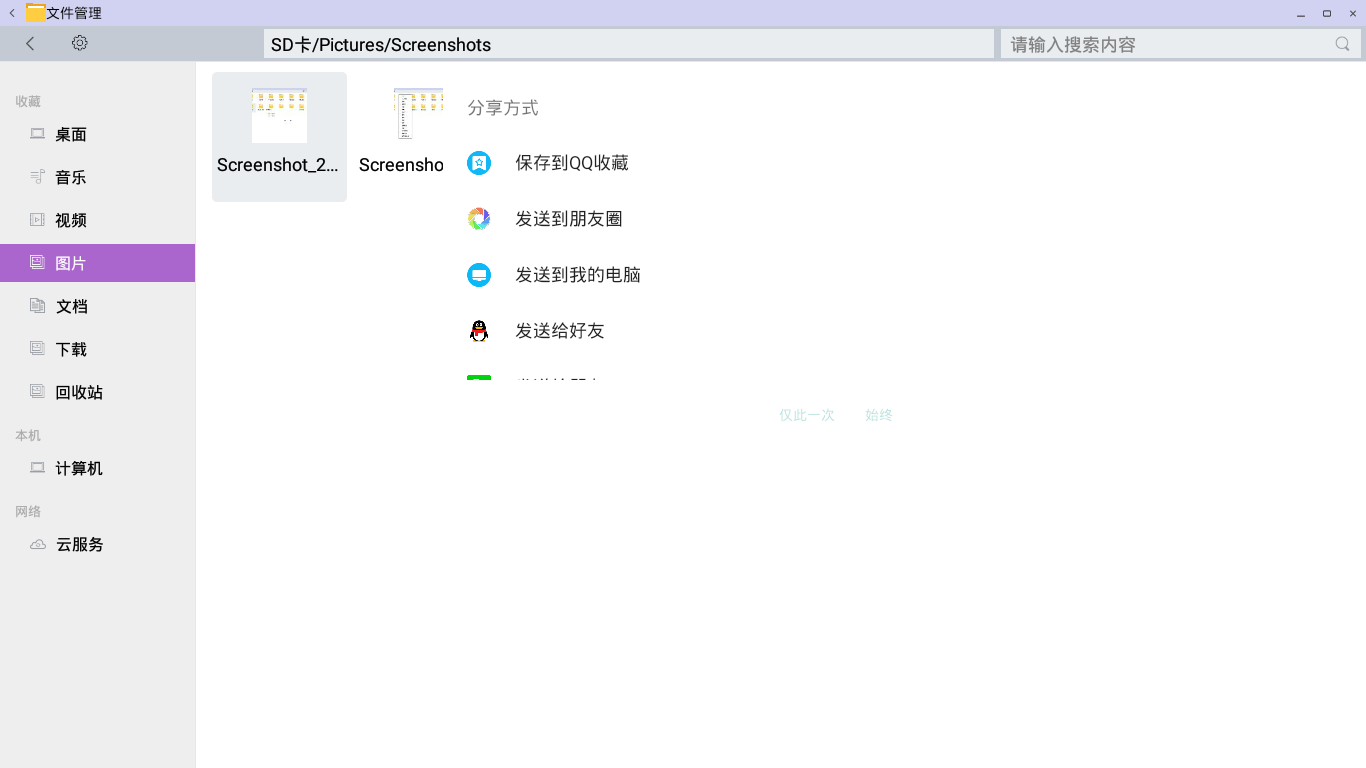 文件管理
SD卡/Pictures/Screenshots
请输入搜索内容
收藏
桌面
音乐
视频
图片
文档
下载
回收站
本机
计算机
网络
云服务
Screenshot_2...
Screensho
分享方式
保存到QQ收藏
发送到朋友圈
发送到我的电脑
发送给好友
仅此一次
始终